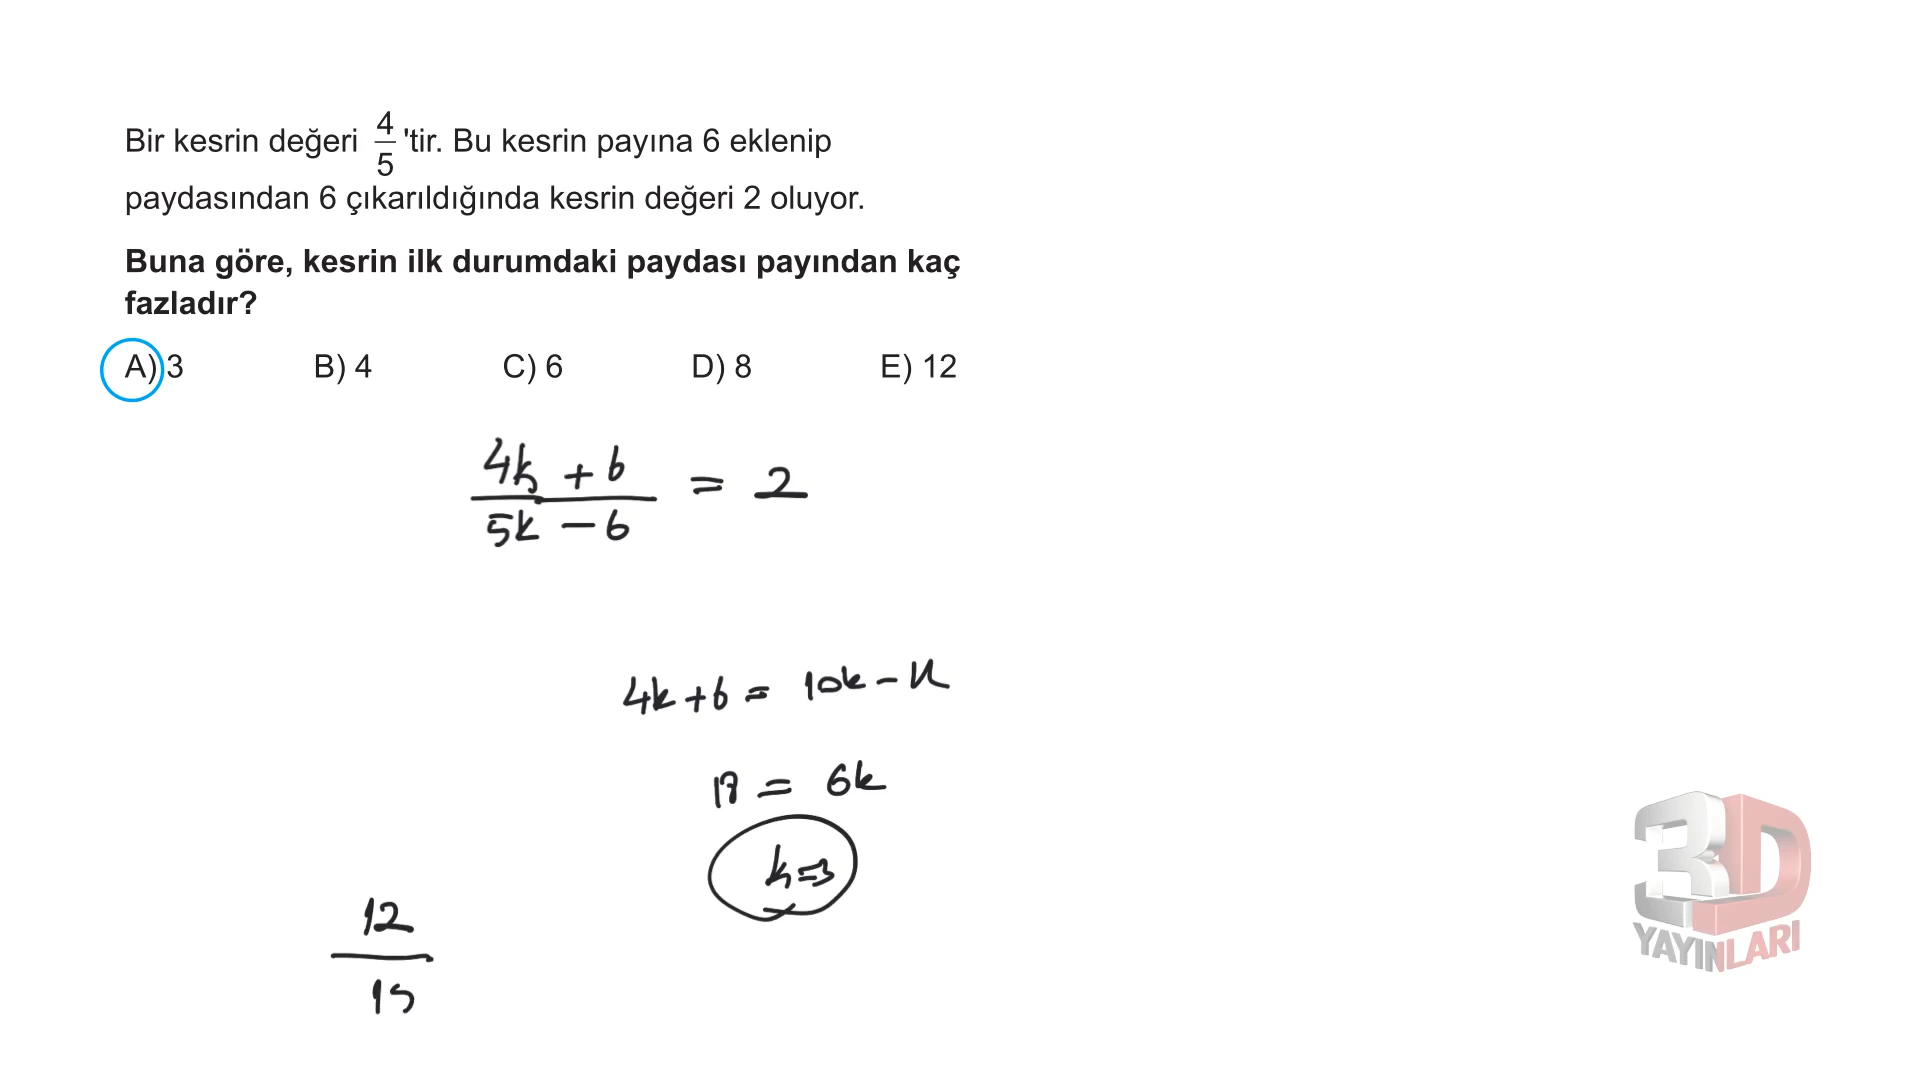 Bir kesrin değeri 4/5 'tir. Bu kesrin payına 6 eklenip
paydasından 6 çıkarıldığında kesrin değeri 2 oluyor.
Buna göre, kesrin ilk durumdaki paydası payından kaç
fazladır?
A) 3 B) 4 C) 6 D) 8 E) 12
4k + 6
5k - 6
= 2
4k + 6 = 10k - 12
18 = 6k
k=3
12
15
3D
YAYINLARI